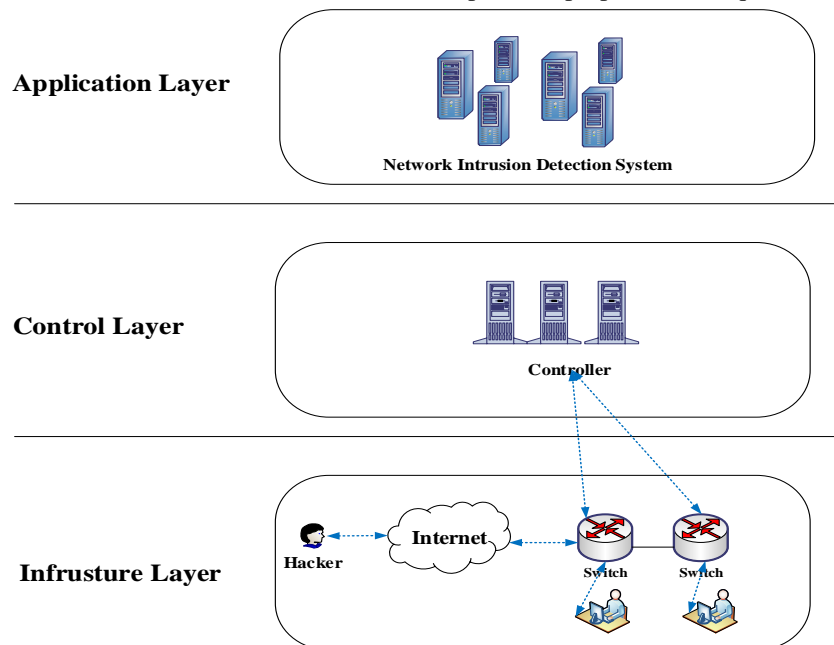 Application Layer
Network Intrusion Detection System
Control Layer
Controller
Internet
Hacker
Switch
Switch
Infrusture Layer